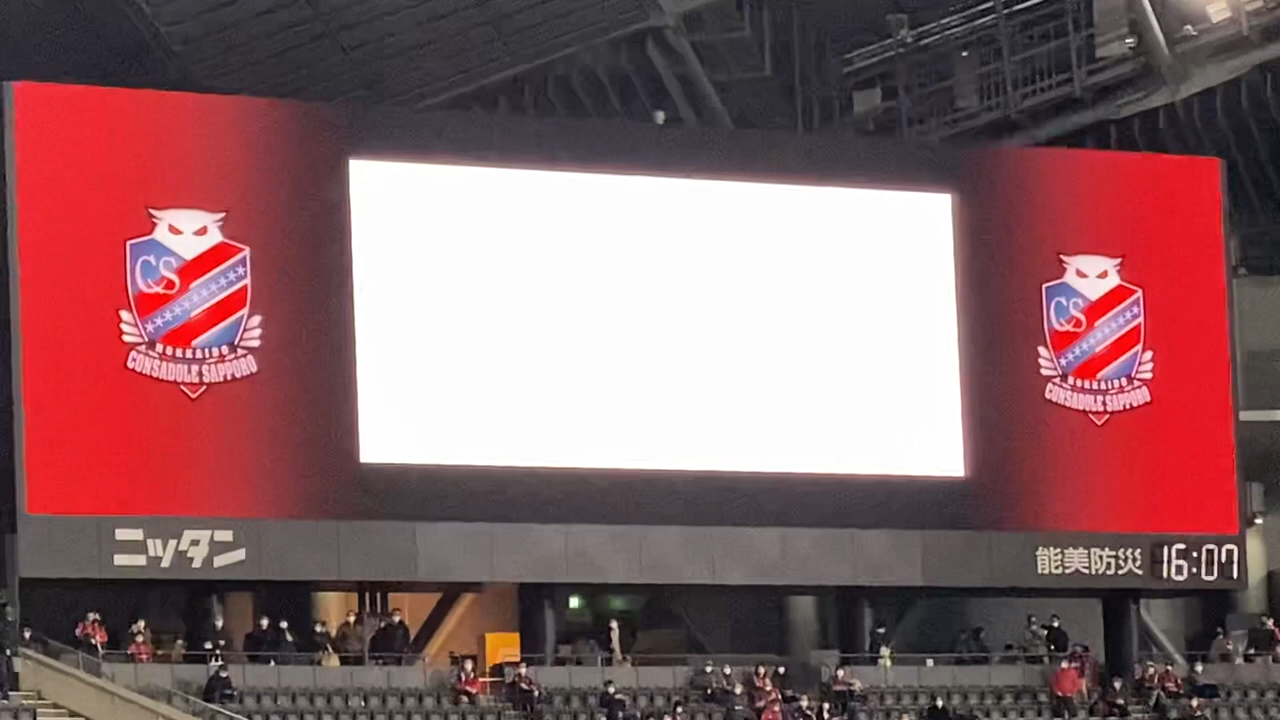 CS
HOKKAIDO
CONSADOLE SAPPORO
CS
HOKKAIDO
CONSADOLE SAPPORO
ニッタン
能美防災 16:07